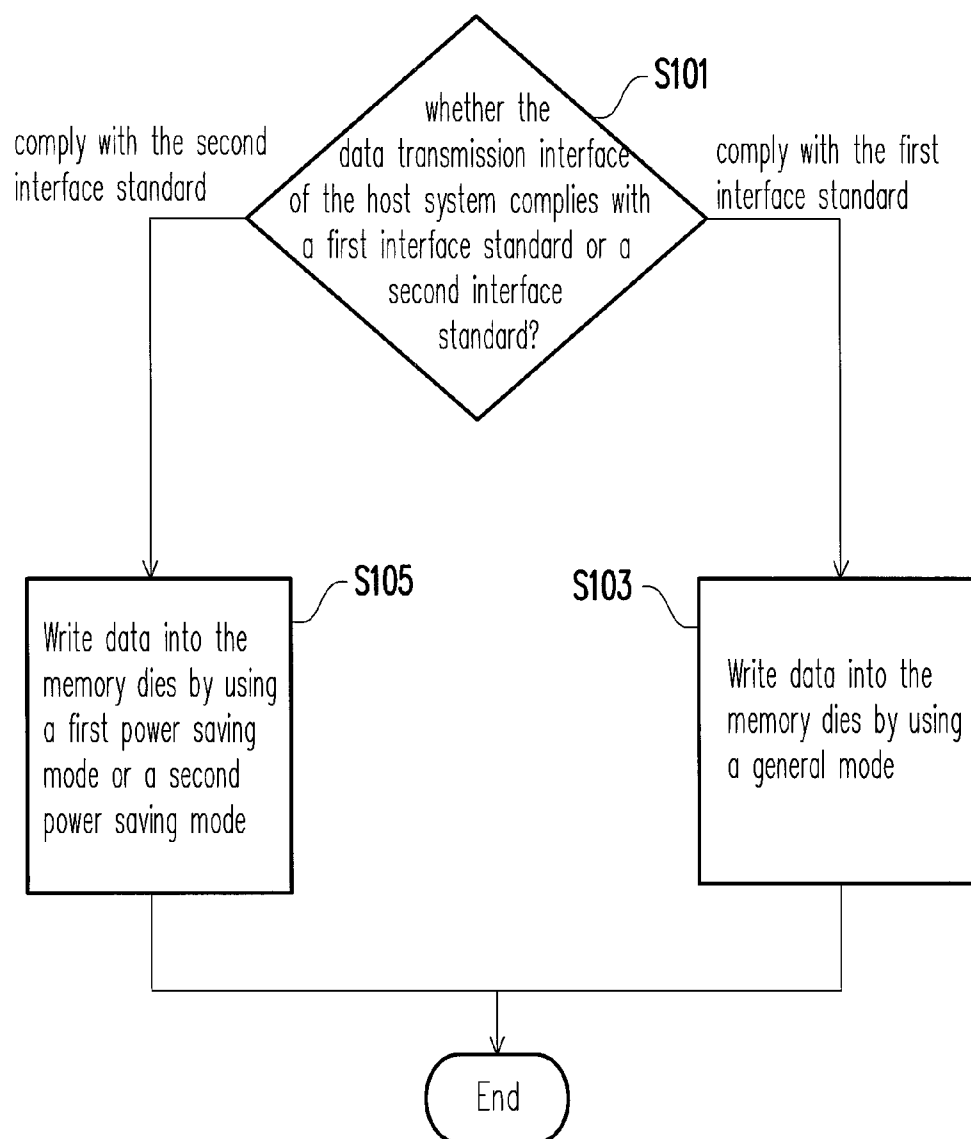 S101
whether the
data transmission interface
of the host system complies with
a first interface standard or a
second interface
standard?
comply with the second
interface standard
comply with the first
interface standard
S105
Write data into the
memory dies by using
a first power saving
mode or a second
power saving mode
S103
Write data into the
memory dies by using
a general mode
End